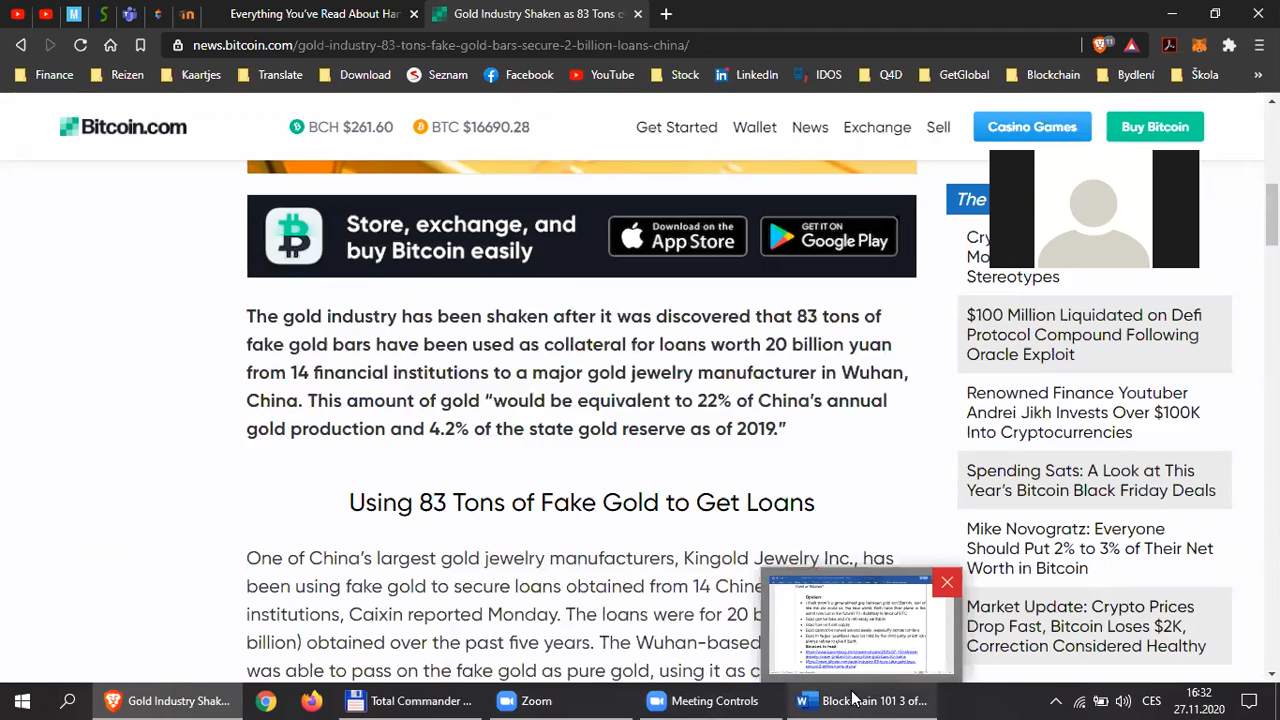 Everything You've Read About Har
Gold Industry Shaken as 83 Tons c
news.bitcoin.com/gold-industry-83-tons-fake-gold-bars-secure-2-billion-loans-china/
11
Finance Reizen Kaartjes Translate Download Seznam Facebook YouTube Stock LinkedIn IDOS Q4D GetGlobal Blockchain Bydlení Škola »
Bitcoin.com
BCH $261.60 BTC $16690.28
Get Started Wallet News Exchange Sell
Casino Games
Buy Bitcoin
Store, exchange, and
buy Bitcoin easily
Download on the
App Store
GET IT ON
Google Play
The gold industry has been shaken after it was discovered that 83 tons of
fake gold bars have been used as collateral for loans worth 20 billion yuan
from 14 financial institutions to a major gold jewelry manufacturer in Wuhan,
China. This amount of gold “would be equivalent to 22% of China’s annual
gold production and 4.2% of the state gold reserve as of 2019.”
Using 83 Tons of Fake Gold to Get Loans
One of China’s largest gold jewelry manufacturers, Kingold Jewelry Inc., has
been using fake gold to secure loans obtained from 14 Chine
institutions, Caixin reported Monday. The loans were for 20 b
billion) obtained over the past five years. The Wuhan-based
was able to pawn the fake gold as pure gold, using it as c
The
Cry
Mo
Stereotypes
$100 Million Liquidated on Defi
Protocol Compound Following
Oracle Exploit
Renowned Finance Youtuber
Andrei Jikh Invests Over $100K
Into Cryptocurrencies
Spending Sats: A Look at This
Year’s Bitcoin Black Friday Deals
Mike Novogratz: Everyone
Should Put 2% to 3% of Their Net
Worth in Bitcoin
Market Update: Crypto Prices
Drop Fast, Bitcoin Loses $2K,
Correction Considered Healthy
Gold Industry Shak...
Total Commander ...
Zoom
Meeting Controls
Blockchain 101 3 of...
CES
16:32
27.11.2020